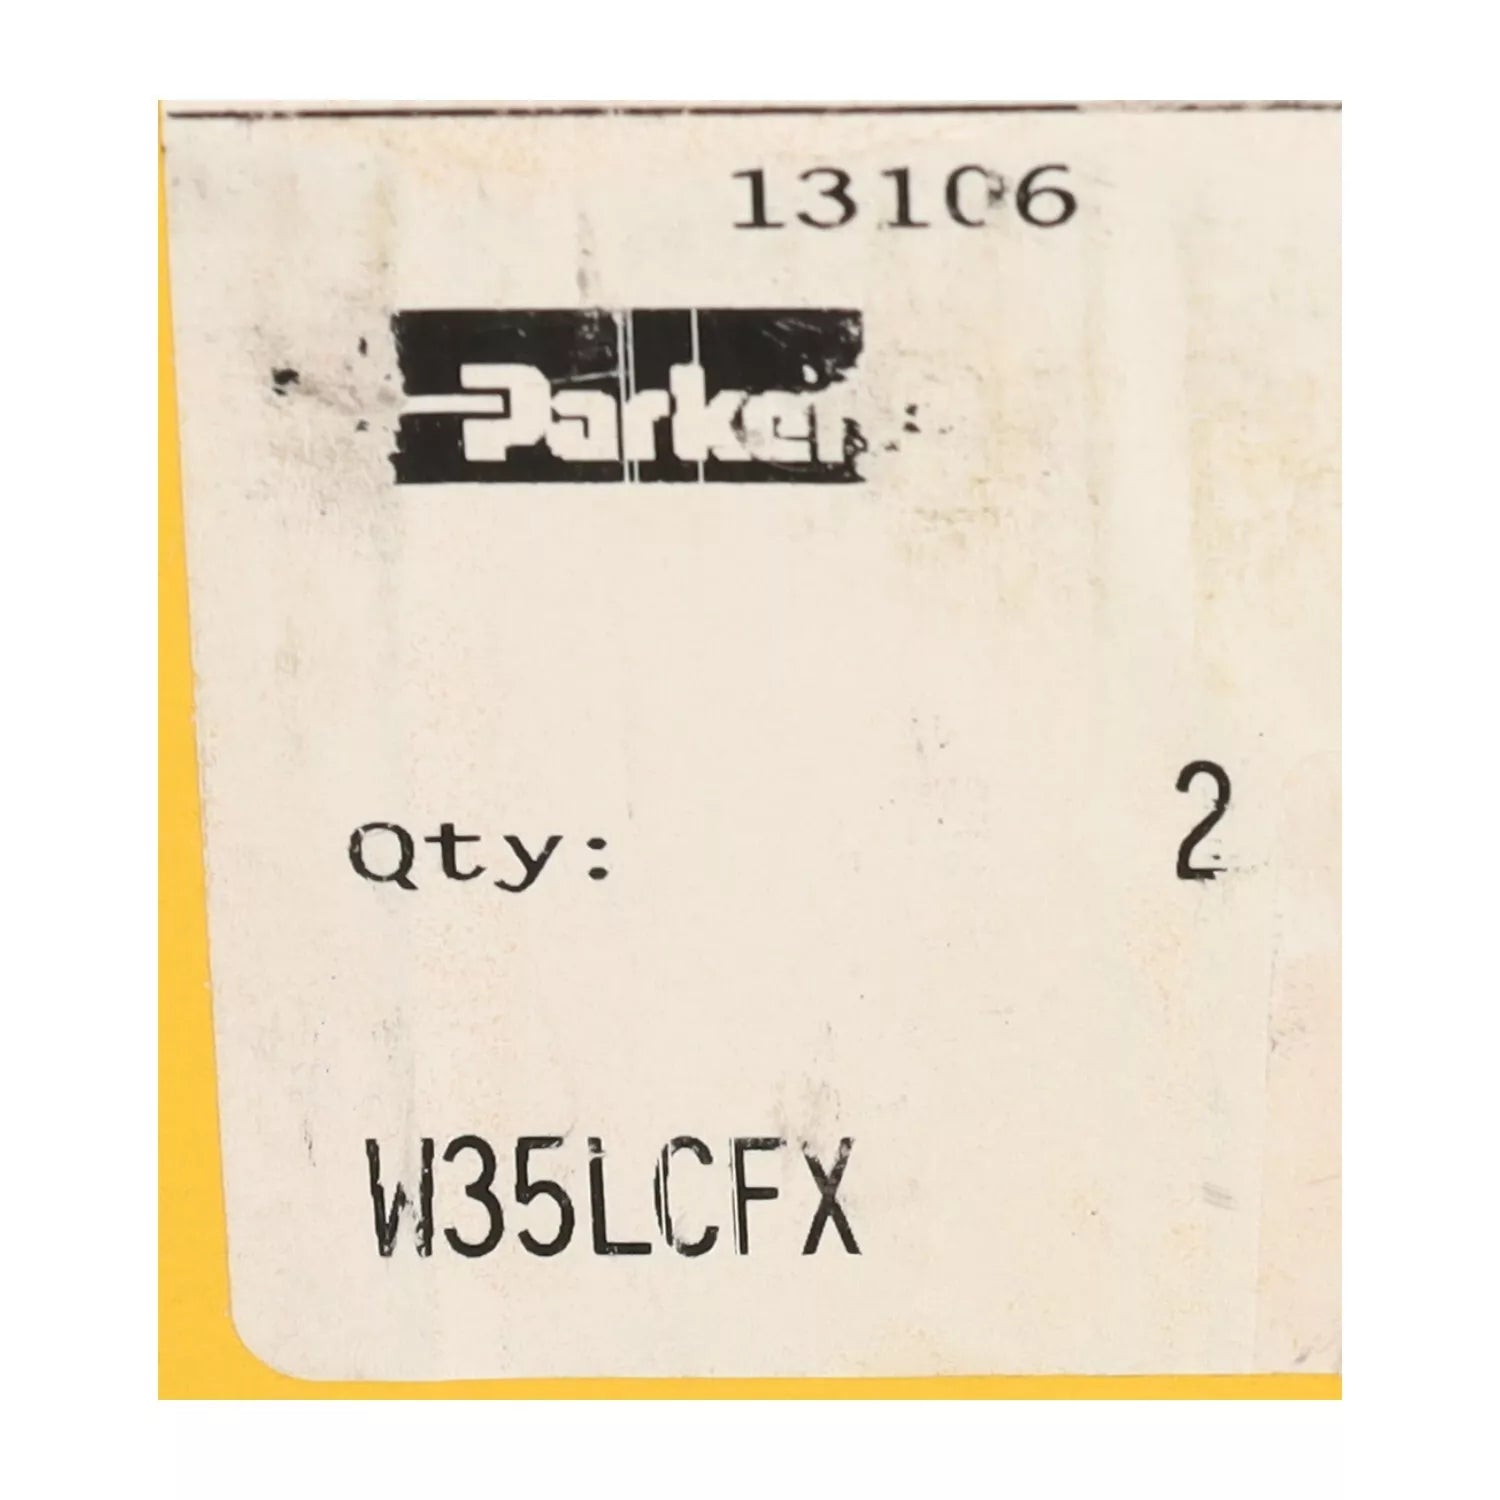 13106
Parker
Qty: 2
W35LCFX